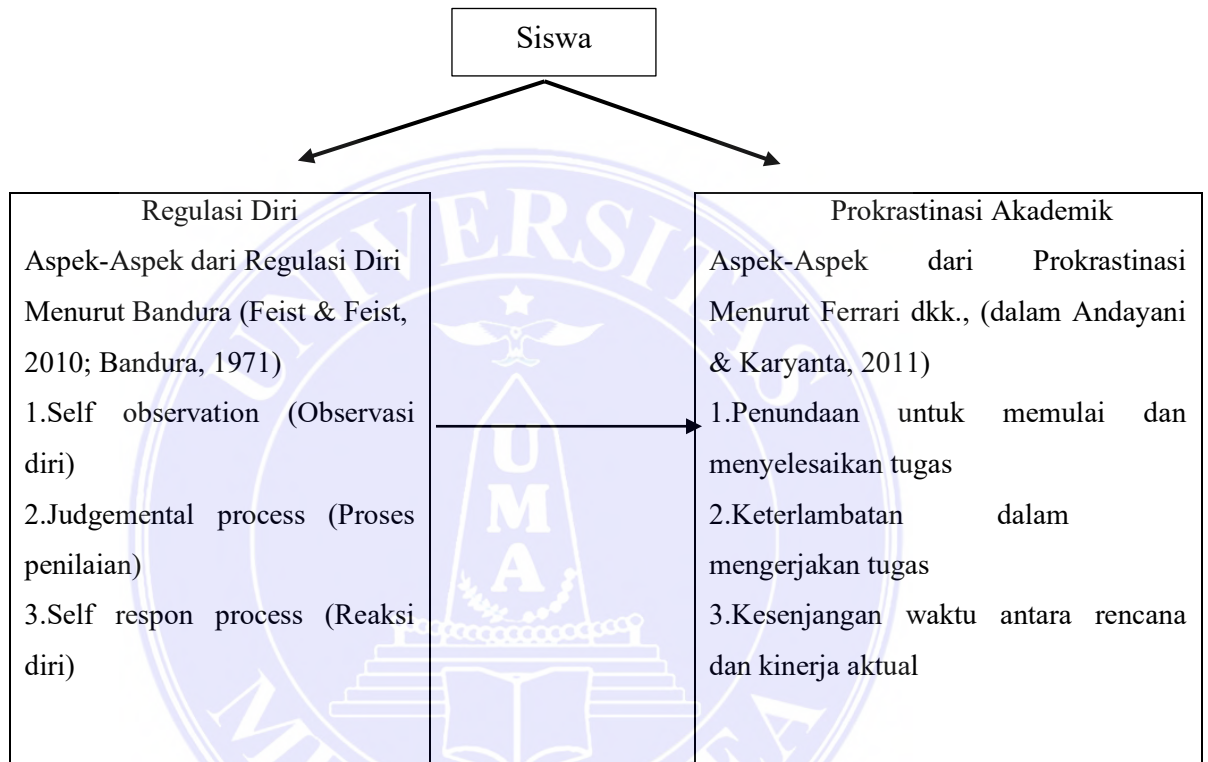 Siswa
Regulasi Diri
Aspek-Aspek dari Regulasi Diri
Menurut Bandura (Feist & Feist,
2010; Bandura, 1971)
1.Self observation (Observasi
diri)
2.Judgemental process (Proses
penilaian)
3.Self respon process (Reaksi
diri)
Prokrastinasi Akademik
Aspek-Aspek dari Prokrastinasi
Menurut Ferrari dkk., (dalam Andayani
& Karyanta, 2011)
1.Penundaan untuk memulai dan
menyelesaikan tugas
2.Keterlambatan dalam
mengerjakan tugas
3.Kesenjangan waktu antara rencana
dan kinerja aktual
UNIVERSITAS
UMA